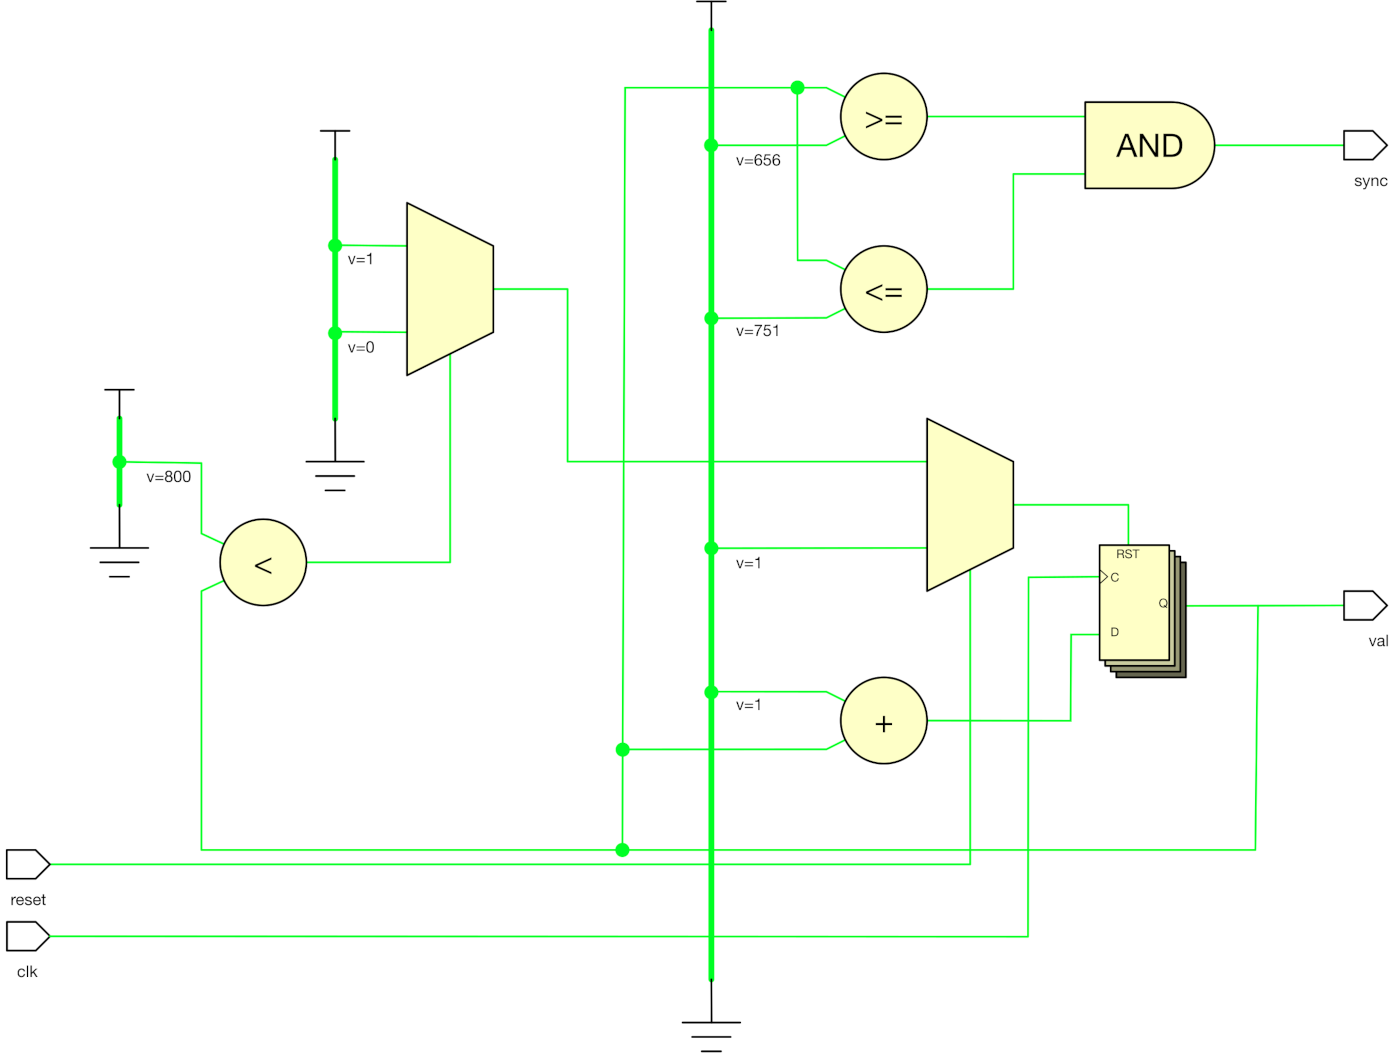 >=
AND
v=656
sync
v=1
<=
v=751
v=0
v=800
<
RST
v=1
C
Q
D
val
v=1
+
reset
clk